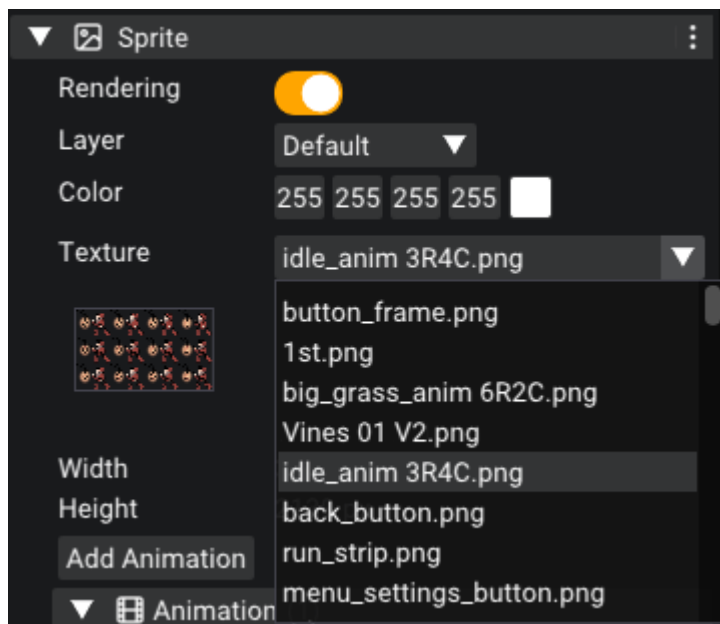 Sprite
Rendering
Layer Default
Color 255 255 255 255
Texture idle_anim 3R4C.png
button_frame.png
1st.png
big_grass_anim 6R2C.png
Vines 01 V2.png
Width idle_anim 3R4C.png
Height back_button.png
Add Animation run_strip.png
menu_settings_button.png
Animation